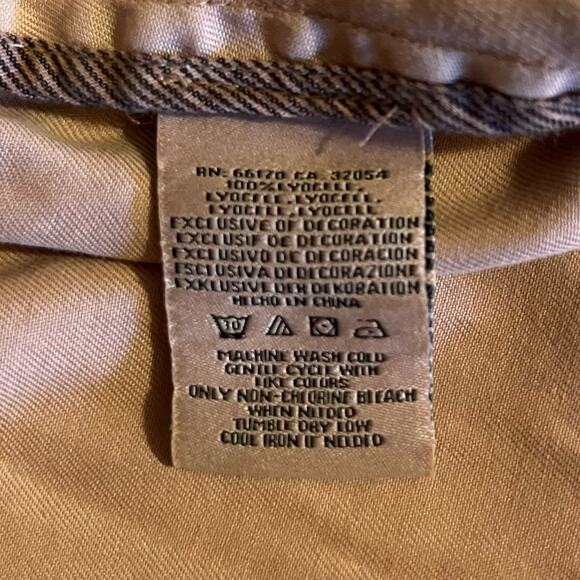 RN: 66170 CA 32054
100% LYOCELL,
LYOCELL, LYOCELL,
LYOCELL, LYOCELL
EXCLUSIVE OF DECORATION
EXCLUSIF DE DECORATION
EXCLUSIVO DE DECORACION
ESCLUSIVA DI DECORAZIONE
EXKLUSIVE DER DEKORATION
HECHO EN CHINA
30
MACHINE WASH COLD
GENTLE CYCLE WITH
LIKE COLORS
ONLY NON-CHLORINE BLEACH
WHEN NEEDED
TUMBLE DRY LOW
COOL IRON IF NEEDED